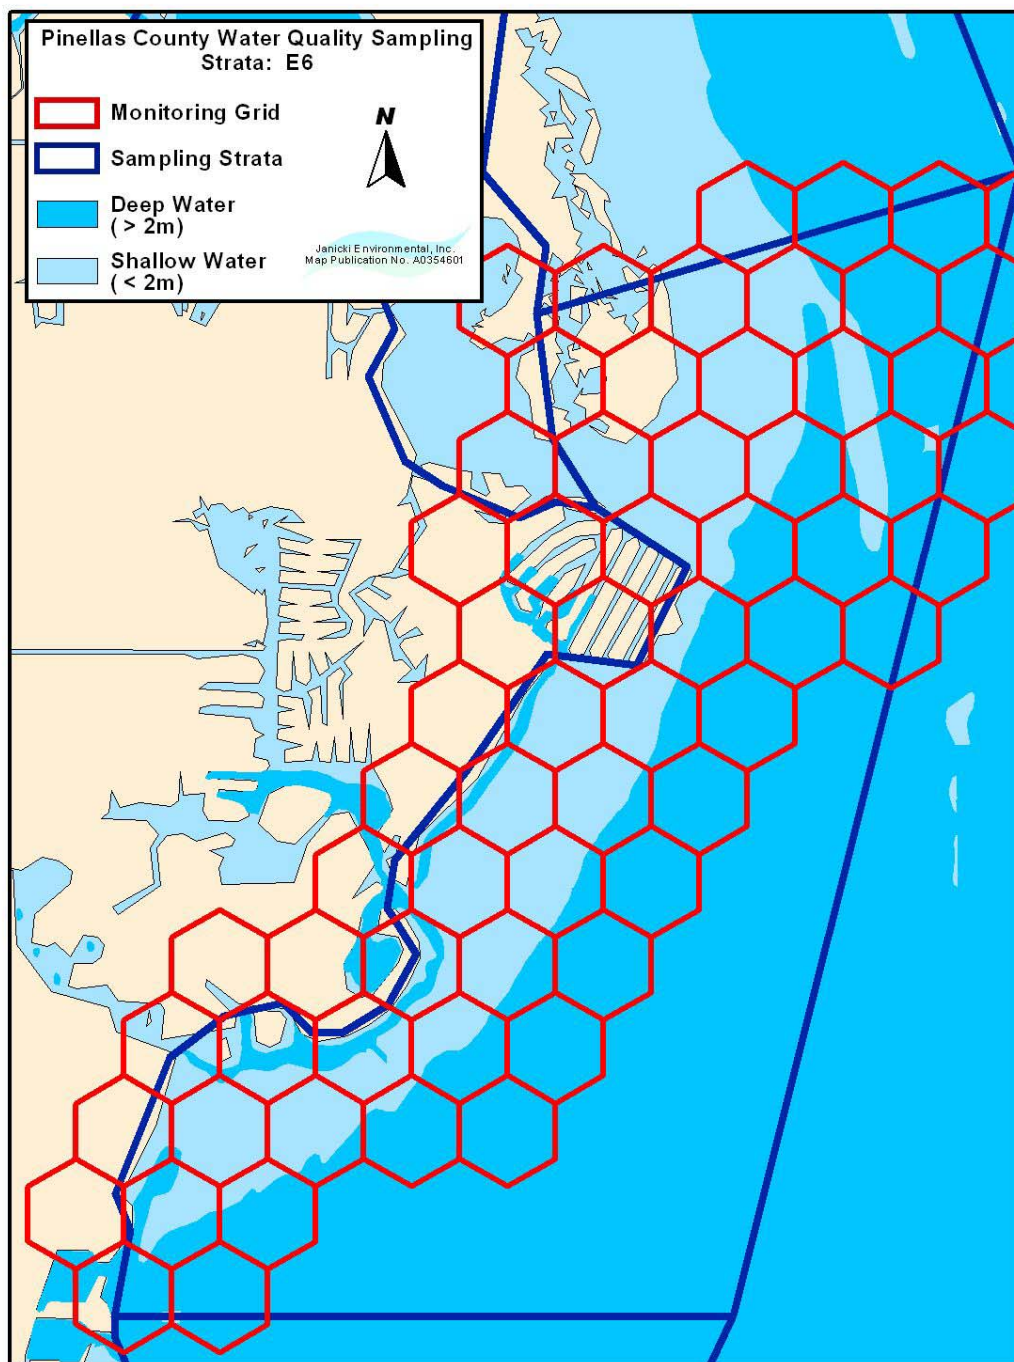 Pinellas County Water Quality Sampling
Strata: E6
Monitoring Grid
N
Sampling Strata
Deep Water
( > 2m)
Janicki Environmental, Inc.
Map Publication No. A0354601
Shallow Water
( < 2m)